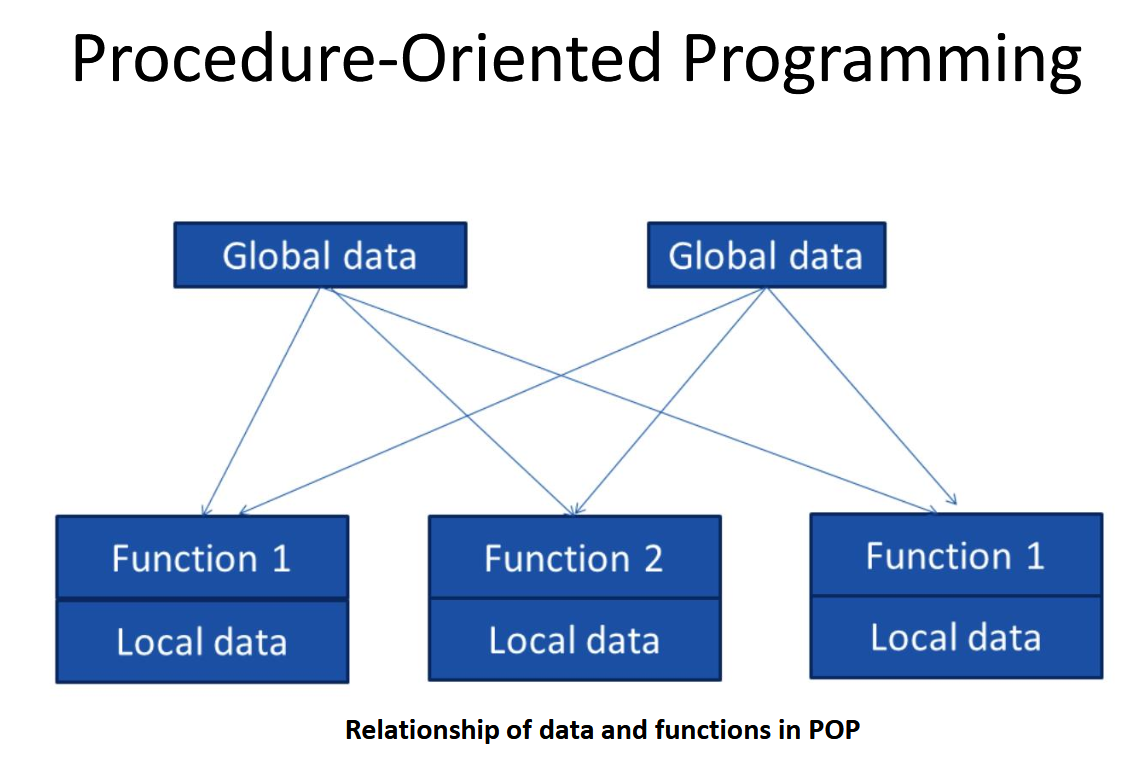 Procedure-Oriented Programming
Global data
Global data
Function 1
Function 2
Function 1
Local data
Local data
Local data
Relationship of data and functions in POP